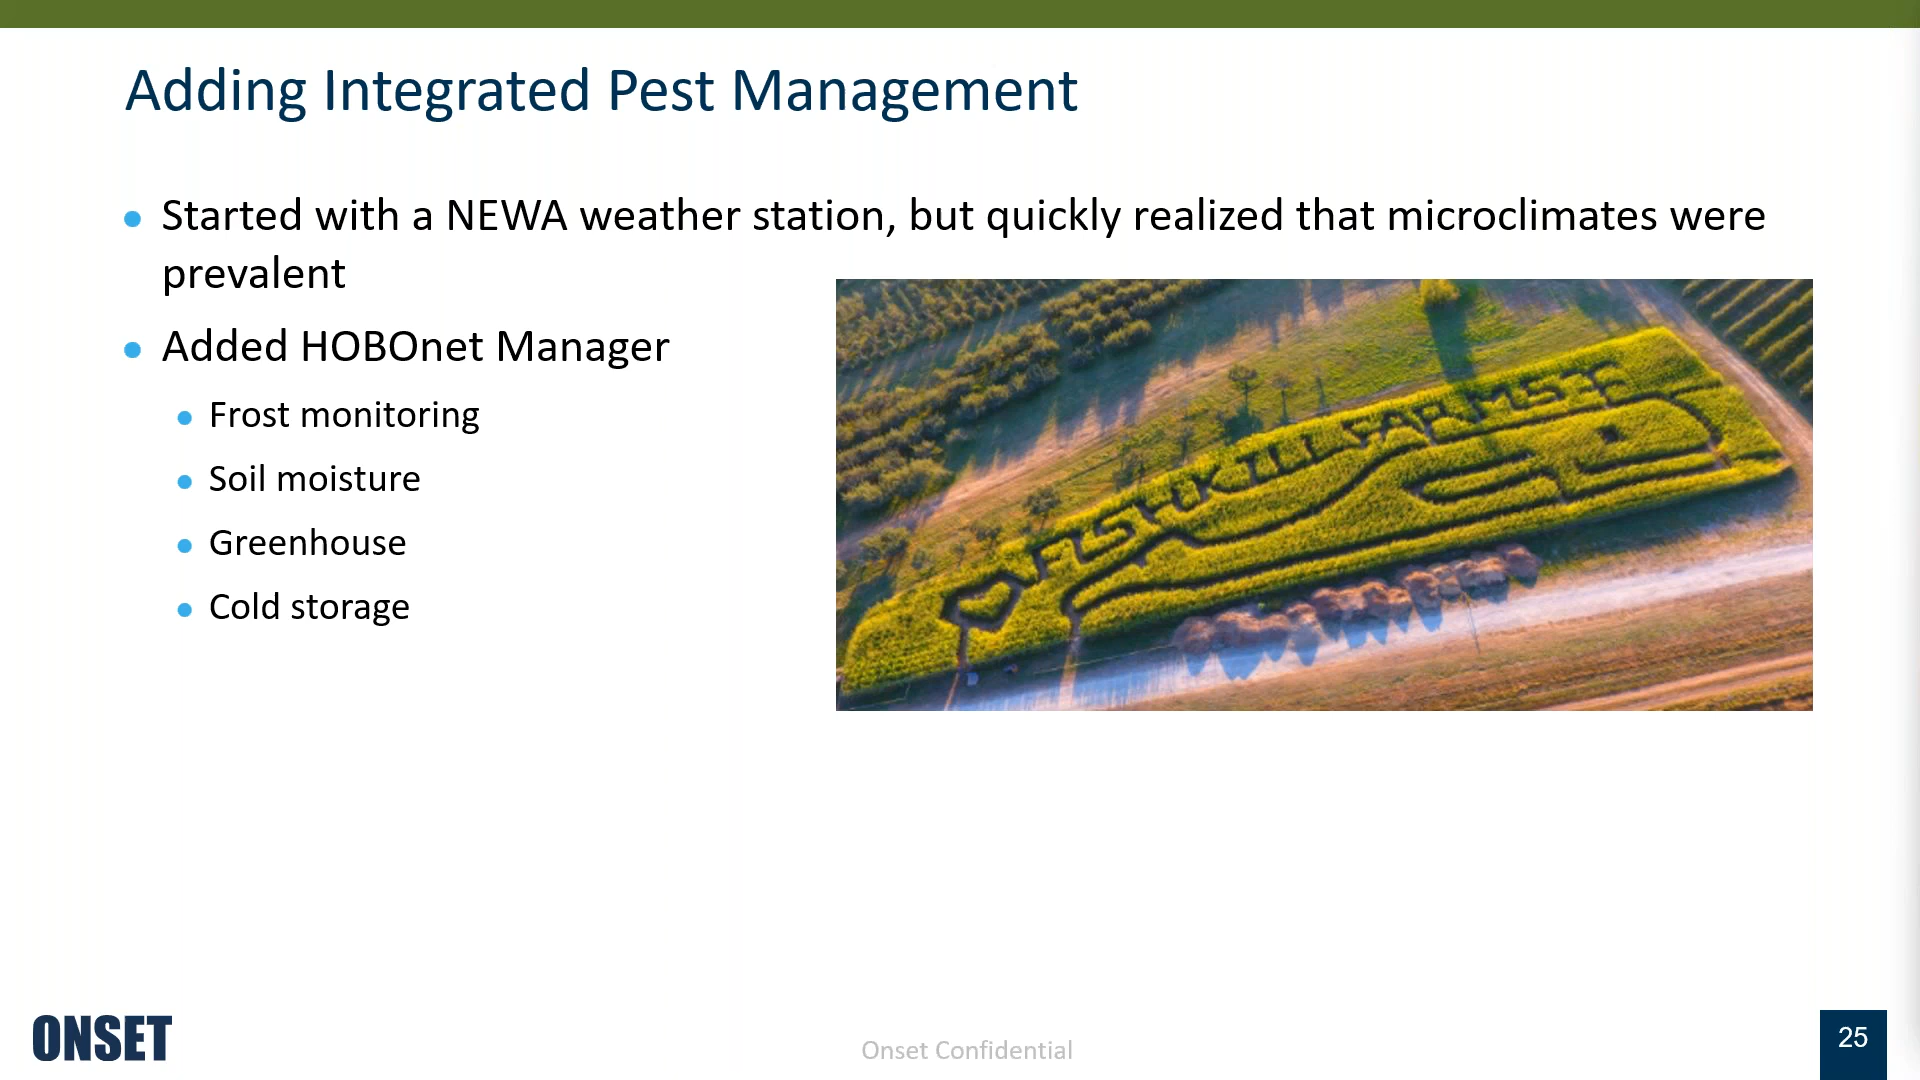 Adding Integrated Pest Management
Started with a NEWA weather station, but quickly realized that microclimates were
prevalent
Added HOBOnet Manager
Frost monitoring
Soil moisture
Greenhouse
Cold storage
FISHKILLFARMS
ONSET
Onset Confidential
25